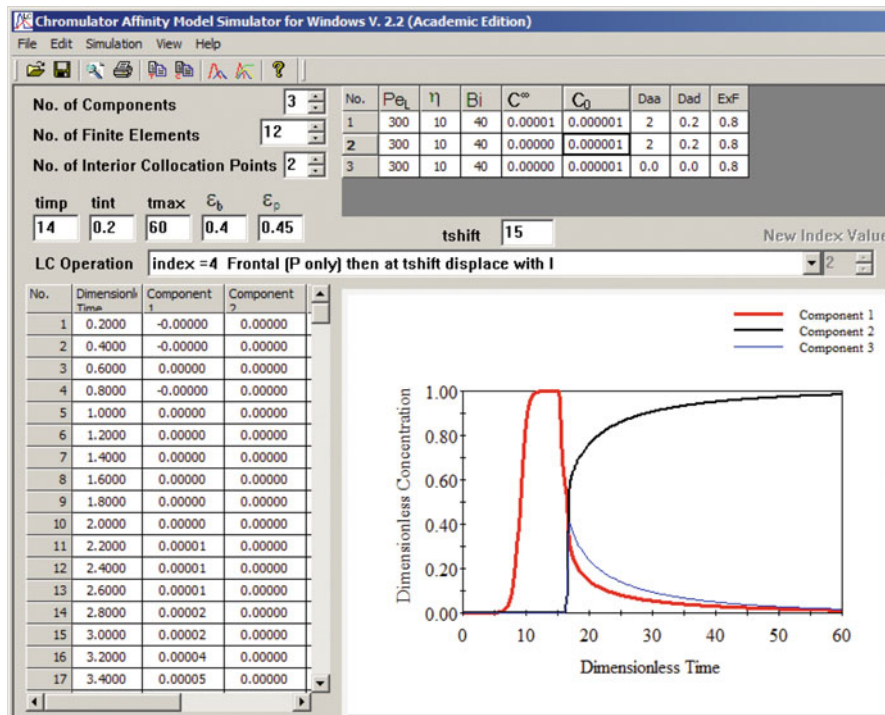 Chromulator Affinity Model Simulator for Windows V. 2.2 (Academic Edition)
File Edit Simulation View Help
No. of Components 3
No. of Finite Elements 12
No. of Interior Collocation Points 2
No. PeL η Bi C∞ C0 Daa Dad ExF
1 300 10 40 0.00001 0.000001 2 0.2 0.8
2 300 10 40 0.00000 0.000001 2 0.2 0.8
3 300 10 40 0.00000 0.000001 0.0 0.0 0.8
timp tint tmax εb εp
14 0.2 60 0.4 0.45
tshift 15
New Index Value
LC Operation index =4 Frontal (P only) then at tshift displace with I 2
No. Dimensionl Time Component 1 Component 2
1 0.2000 -0.00000 0.00000
2 0.4000 -0.00000 0.00000
3 0.6000 0.00000 0.00000
4 0.8000 -0.00000 0.00000
5 1.0000 0.00000 0.00000
6 1.2000 0.00000 0.00000
7 1.4000 0.00000 0.00000
8 1.6000 0.00000 0.00000
9 1.8000 0.00000 0.00000
10 2.0000 0.00000 0.00000
11 2.2000 0.00001 0.00000
12 2.4000 0.00001 0.00000
13 2.6000 0.00001 0.00000
14 2.8000 0.00002 0.00000
15 3.0000 0.00002 0.00000
16 3.2000 0.00004 0.00000
17 3.4000 0.00005 0.00000
Component 1
Component 2
Component 3
Dimensionless Concentration
1.00
0.80
0.60
0.40
0.20
0.00
0 10 20 30 40 50 60
Dimensionless Time